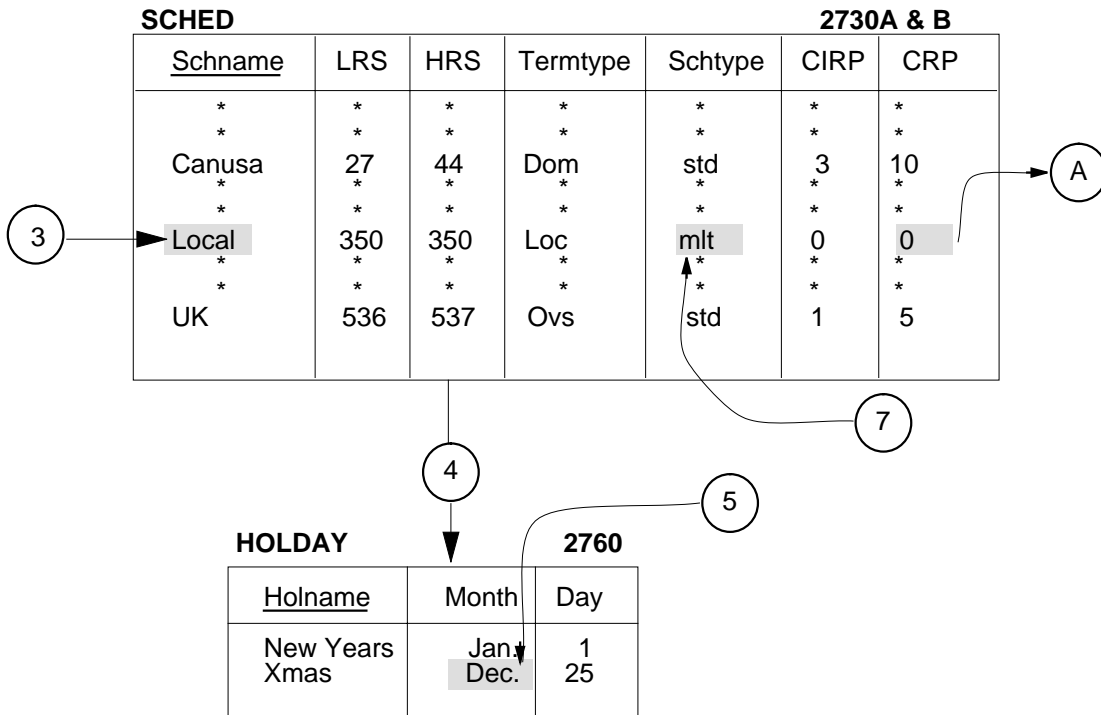 SCHED 2730A & B
Schname LRS HRS Termtype Schtype CIRP CRP
* * * * * * *
* * * * * * *
Canusa 27 44 Dom std 3 10
* * * * * * *
* * * * * * *
Local 350 350 Loc mlt 0 0
* * * * * * *
* * * * * * *
UK 536 537 Ovs std 1 5
3
A
7
4
5
HOLDAY 2760
Holname Month Day
New Years Jan. 1
Xmas Dec. 25